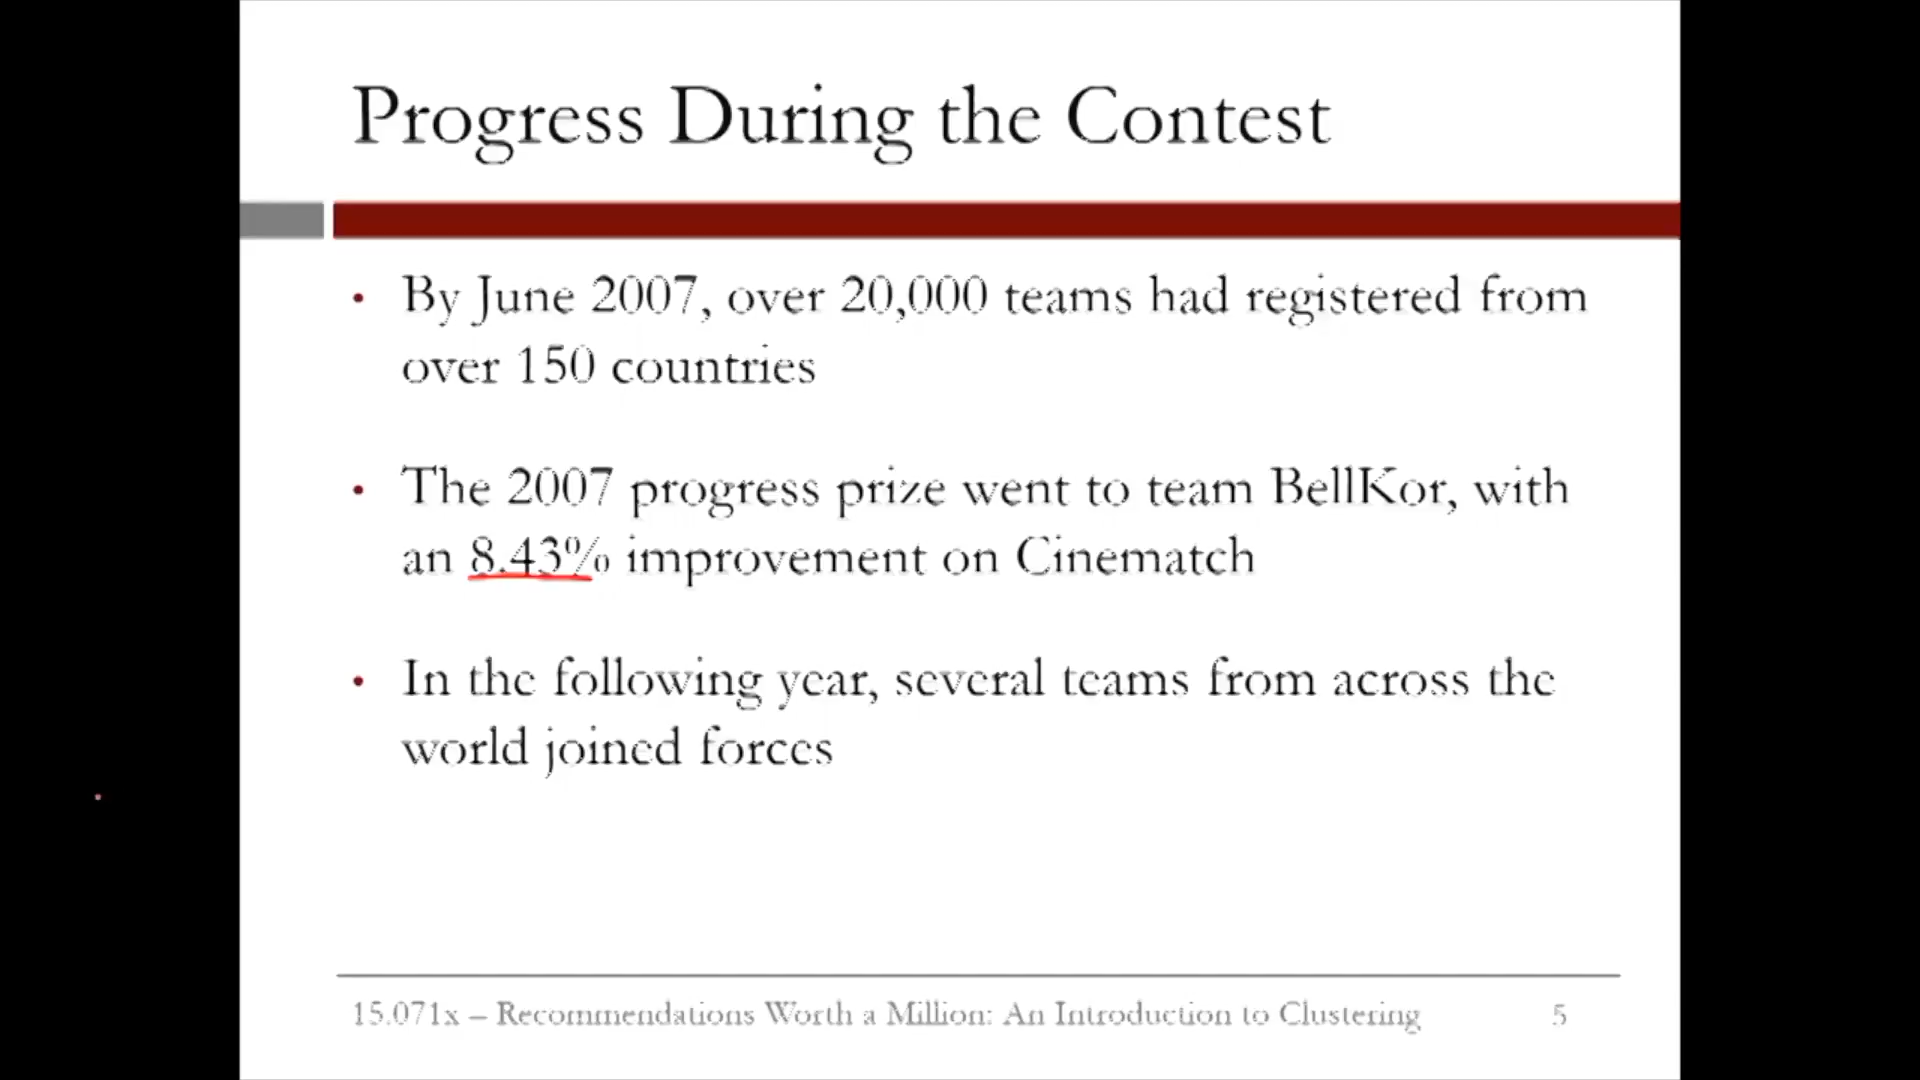 Progress During the Contest
• By June 2007, over 20,000 teams had registered from
over 150 countries
• The 2007 progress prize went to team BellKor, with
an 8.43% improvement on Cinematch
• In the following year, several teams from across the
world joined forces
15.071x – Recommendations Worth a Million: An Introduction to Clustering 5